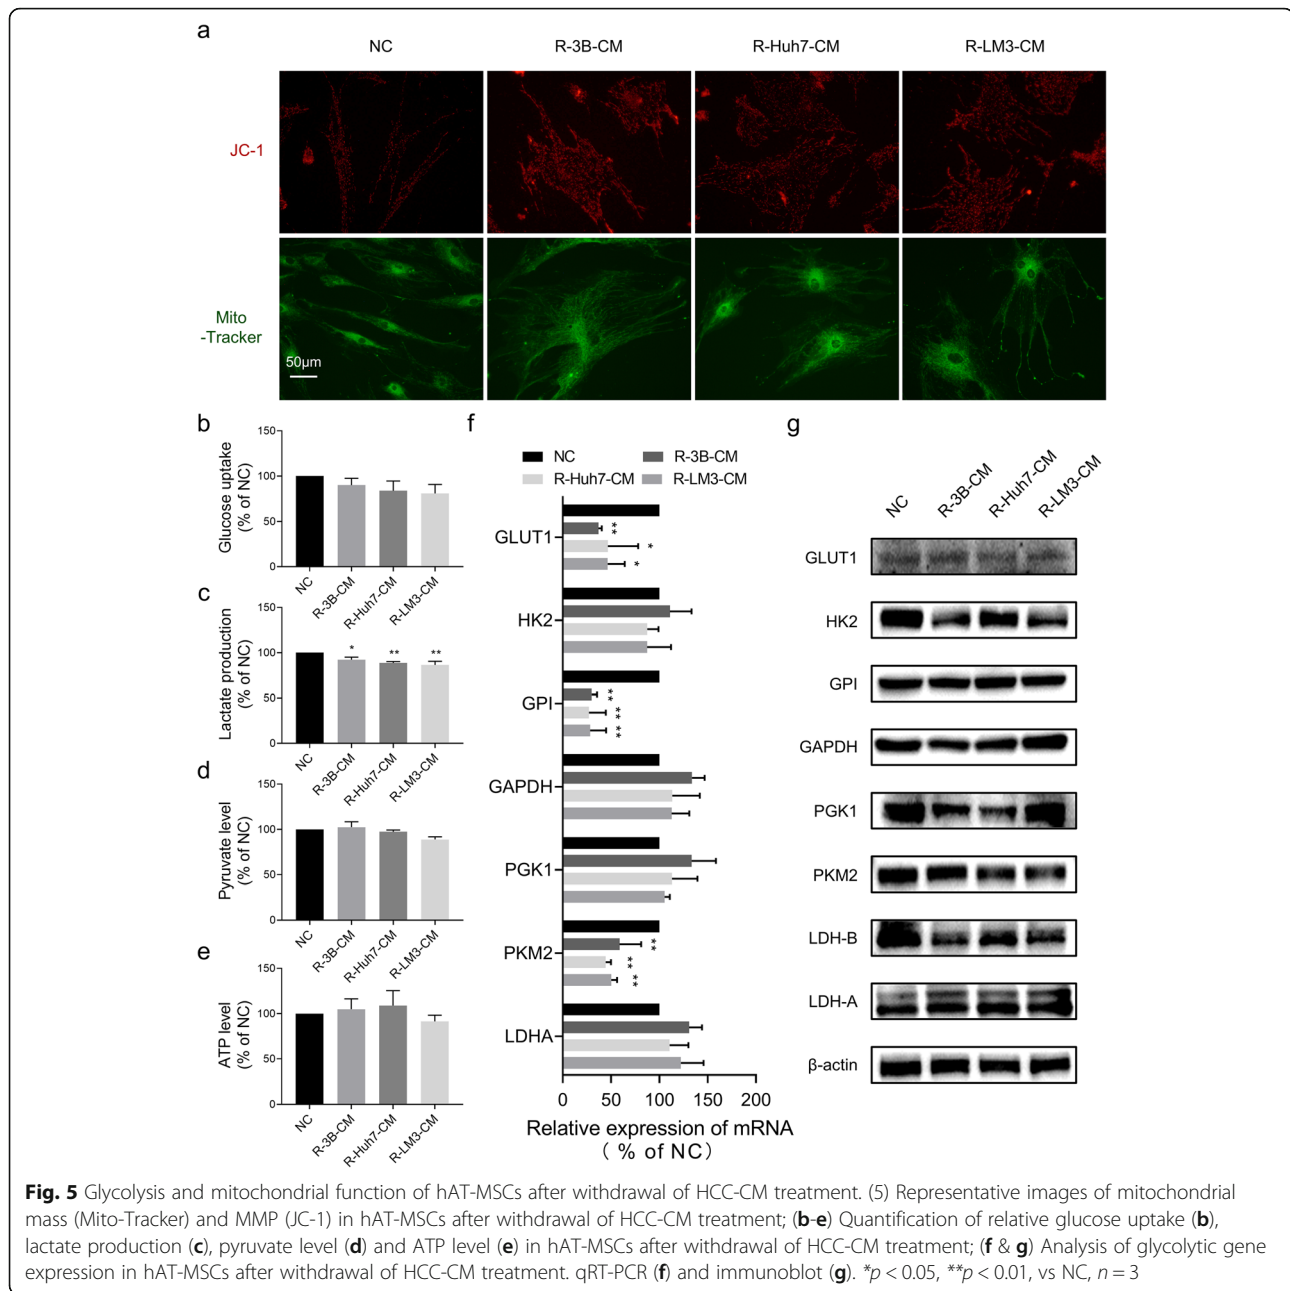 a
NC
R-3B-CM
R-Huh7-CM
R-LM3-CM
JC-1
Mito
-Tracker
50μm
b
Glucose uptake
(% of NC)
150
100
50
0
NC
R-3B-CM
R-Huh7-CM
R-LM3-CM
c
Lactate production
(% of NC)
150
100
50
0
*
**
**
NC
R-3B-CM
R-Huh7-CM
R-LM3-CM
d
Pyruvate level
(% of NC)
150
100
50
0
NC
R-3B-CM
R-Huh7-CM
R-LM3-CM
e
ATP level
(% of NC)
150
100
50
0
NC
R-3B-CM
R-Huh7-CM
R-LM3-CM
f
NC
R-3B-CM
R-Huh7-CM
R-LM3-CM
GLUT1
**
*
*
HK2
GPI
**
**
**
GAPDH
PGK1
PKM2
**
**
**
LDHA
0
50
100
150
200
Relative expression of mRNA
( % of NC)
g
NC
R-3B-CM
R-Huh7-CM
R-LM3-CM
GLUT1
HK2
GPI
GAPDH
PGK1
PKM2
LDH-B
LDH-A
β-actin
Fig. 5 Glycolysis and mitochondrial function of hAT-MSCs after withdrawal of HCC-CM treatment. (5) Representative images of mitochondrial
mass (Mito-Tracker) and MMP (JC-1) in hAT-MSCs after withdrawal of HCC-CM treatment; (b-e) Quantification of relative glucose uptake (b),
lactate production (c), pyruvate level (d) and ATP level (e) in hAT-MSCs after withdrawal of HCC-CM treatment; (f & g) Analysis of glycolytic gene
expression in hAT-MSCs after withdrawal of HCC-CM treatment. qRT-PCR (f) and immunoblot (g). *p < 0.05, **p < 0.01, vs NC, n = 3